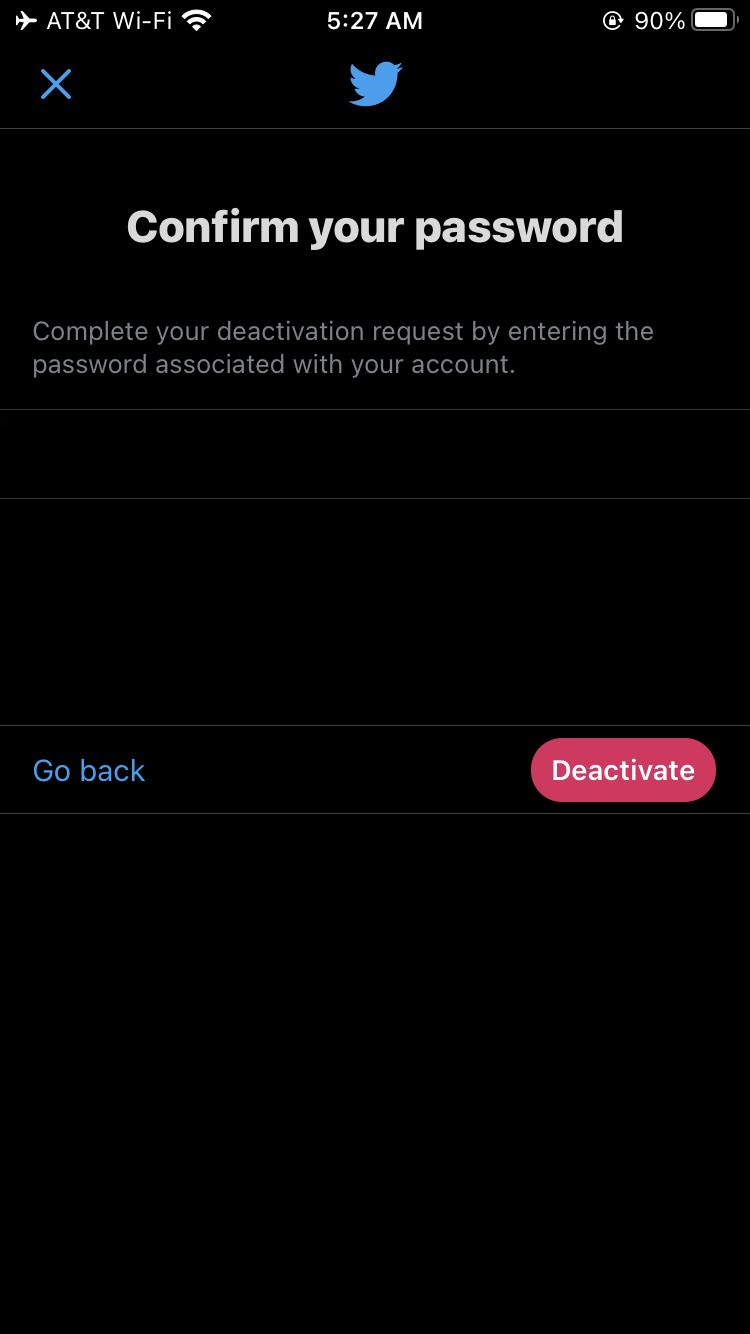 AT&T Wi-Fi 5:27 AM 90%
Confirm your password
Complete your deactivation request by entering the
password associated with your account.
Go back Deactivate